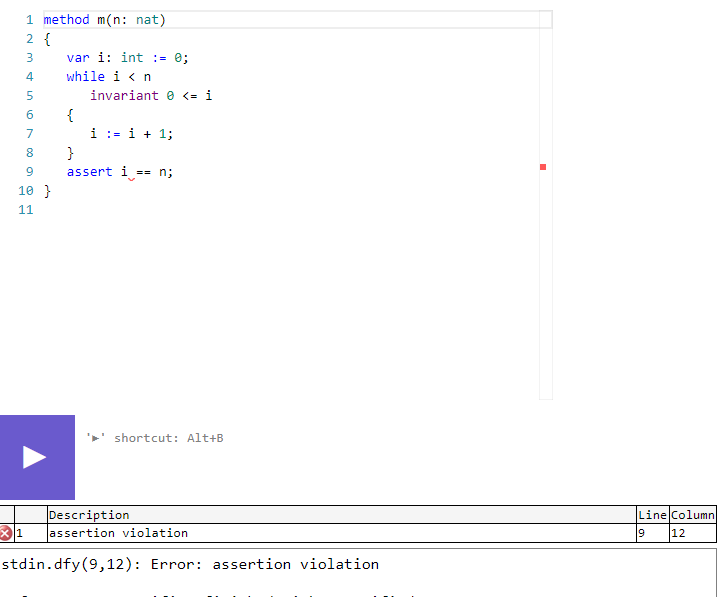 1 method m(n: nat)
2 {
3 var i: int := 0;
4 while i < n
5 invariant 0 <= i
6 {
7 i := i + 1;
8 }
9 assert i == n;
10 }
11
'►' shortcut: Alt+B
Description Line Column
1 assertion violation 9 12
stdin.dfy(9,12): Error: assertion violation